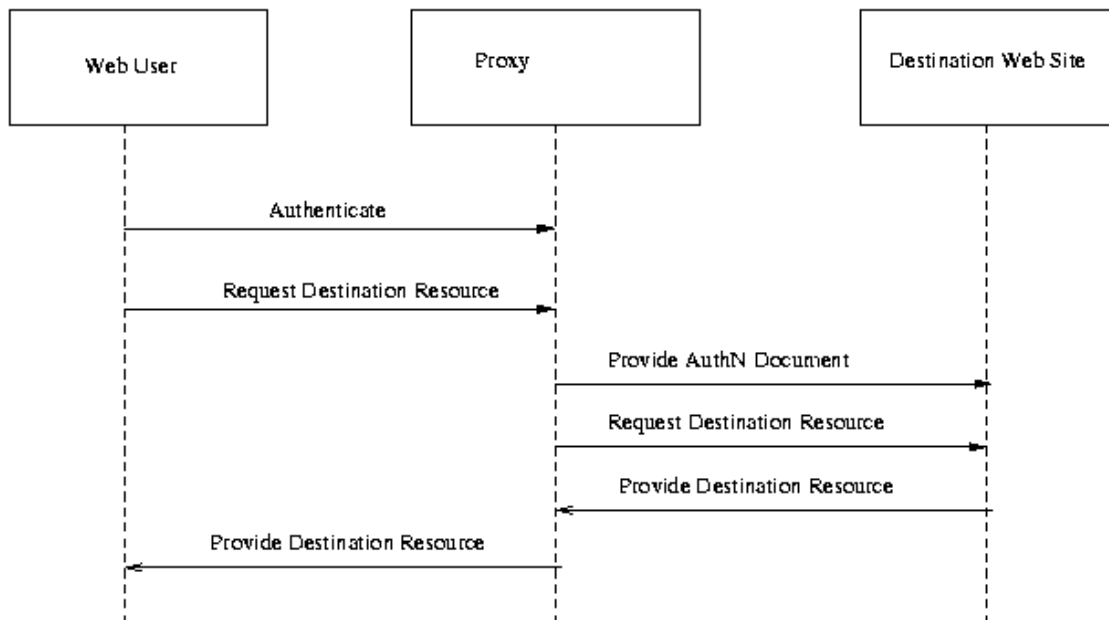 Web User
Proxy
Destination Web Site
Authenticate
Request Destination Resource
Provide AuthN Document
Request Destination Resource
Provide Destination Resource
Provide Destination Resource